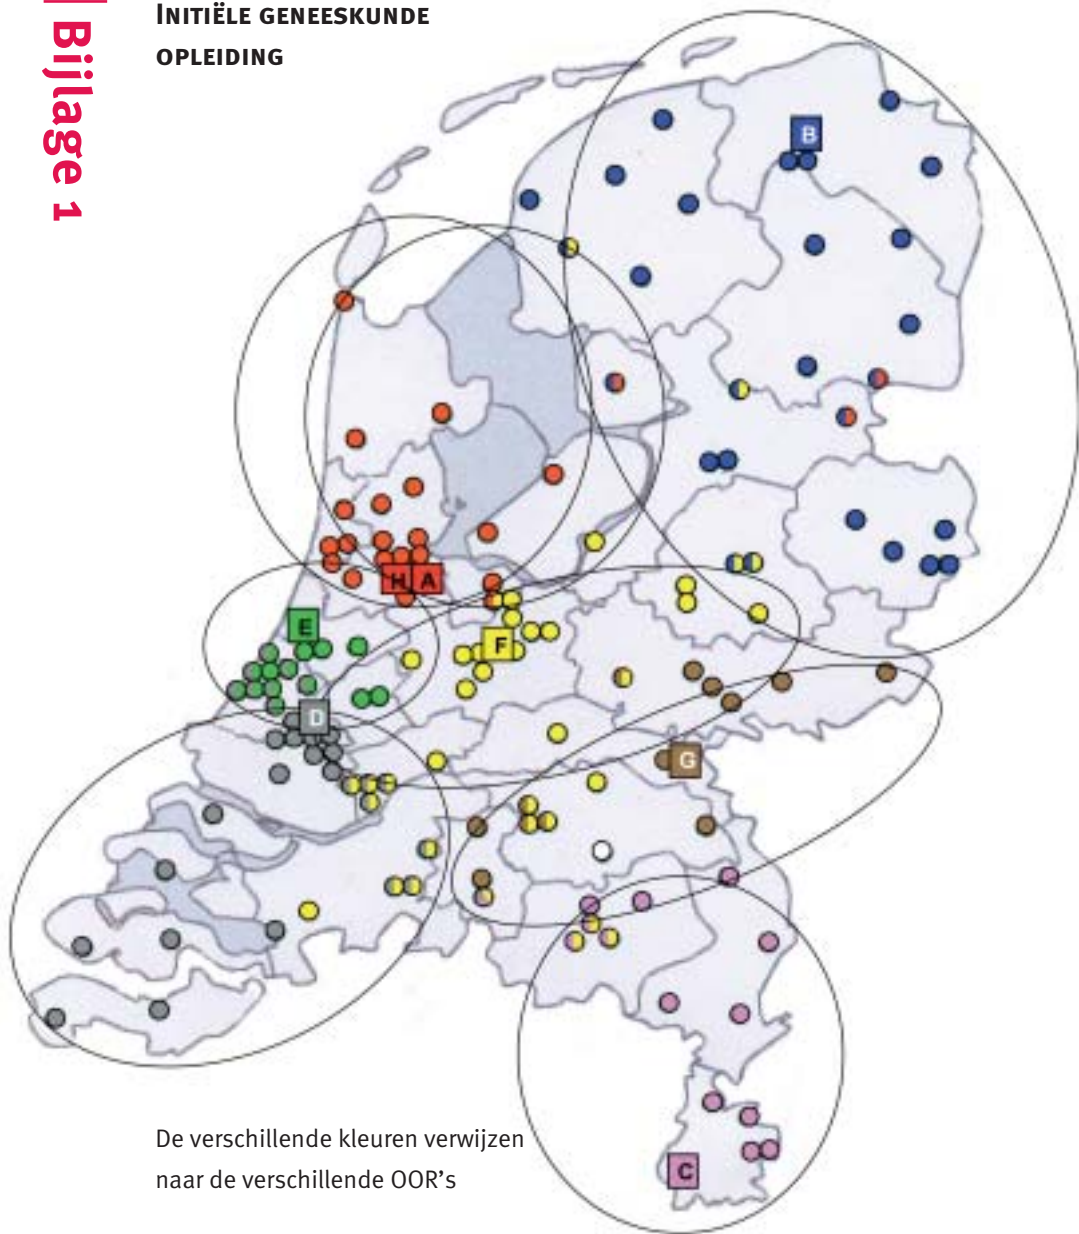 Bijlage 1
INITIËLE GENEESKUNDE
OPLEIDING
B
H A
E
F
D
G
C
De verschillende kleuren verwijzen
naar de verschillende OOR's